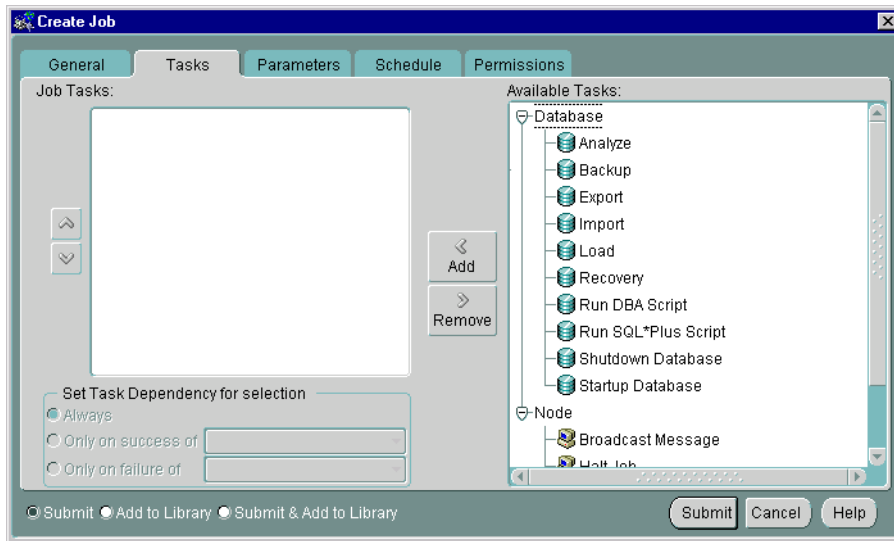 Create Job
General Tasks Parameters Schedule Permissions
Job Tasks:
Available Tasks:
Database
Analyze
Backup
Export
Import
Load
Recovery
Run DBA Script
Run SQL*Plus Script
Shutdown Database
Startup Database
Node
Broadcast Message
Halt Job
Add
Remove
Set Task Dependency for selection
Always
Only on success of
Only on failure of
Submit Add to Library Submit & Add to Library
Submit Cancel Help